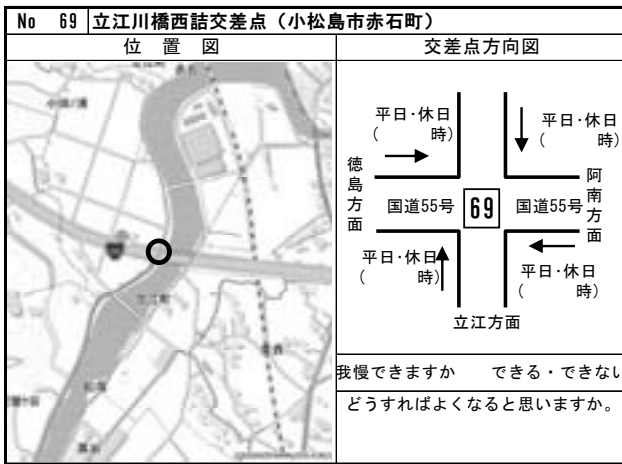 No 69 立江川橋西詰交差点（小松島市赤石町）
位 置 図
交差点方向図
立江町
平日・休日
（　　時）
平日・休日
（　　時）
徳島方面
国道55号
69
国道55号
阿南方面
平日・休日
（　　時）
平日・休日
（　　時）
立江方面
我慢できますか　できる・できない
どうすればよくなると思いますか。